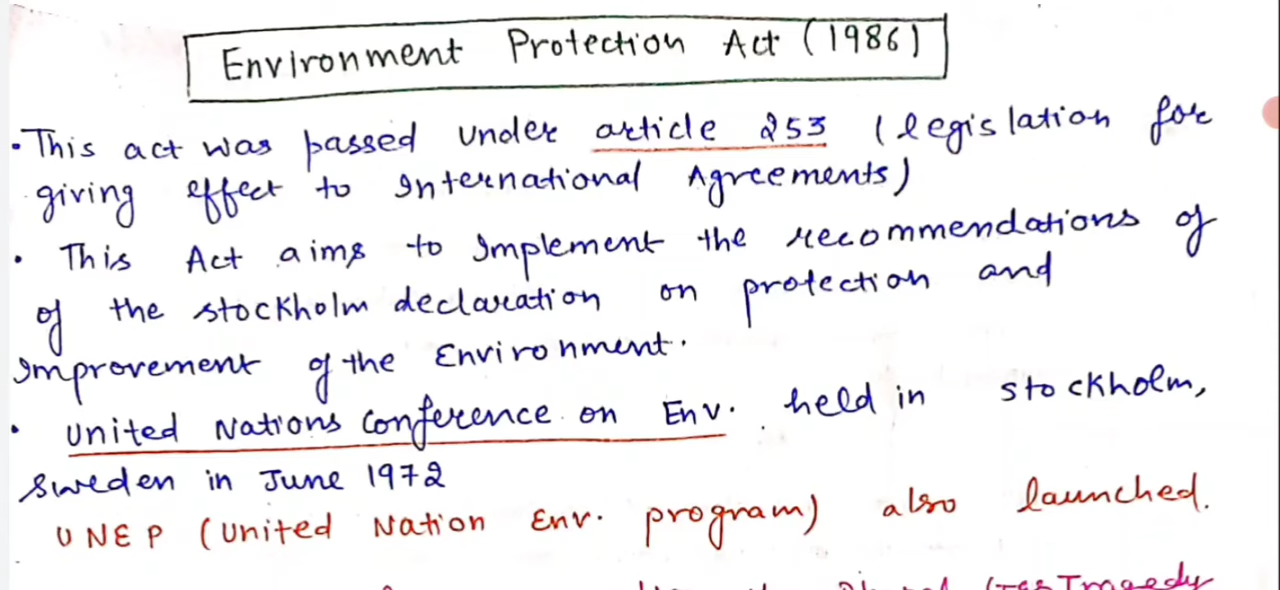 Environment Protection Act (1986)
• This act was passed under article 253 (legislation for
giving effect to International Agreements)
• This Act aims to Implement the recommendations of
of the stockholm declaration on protection and
Improvement of the Environment.
• United Nations Conference on Env. held in stockholm,
Sweden in June 1972
UNEP (United Nation Env. program) also launched.
Tragedy